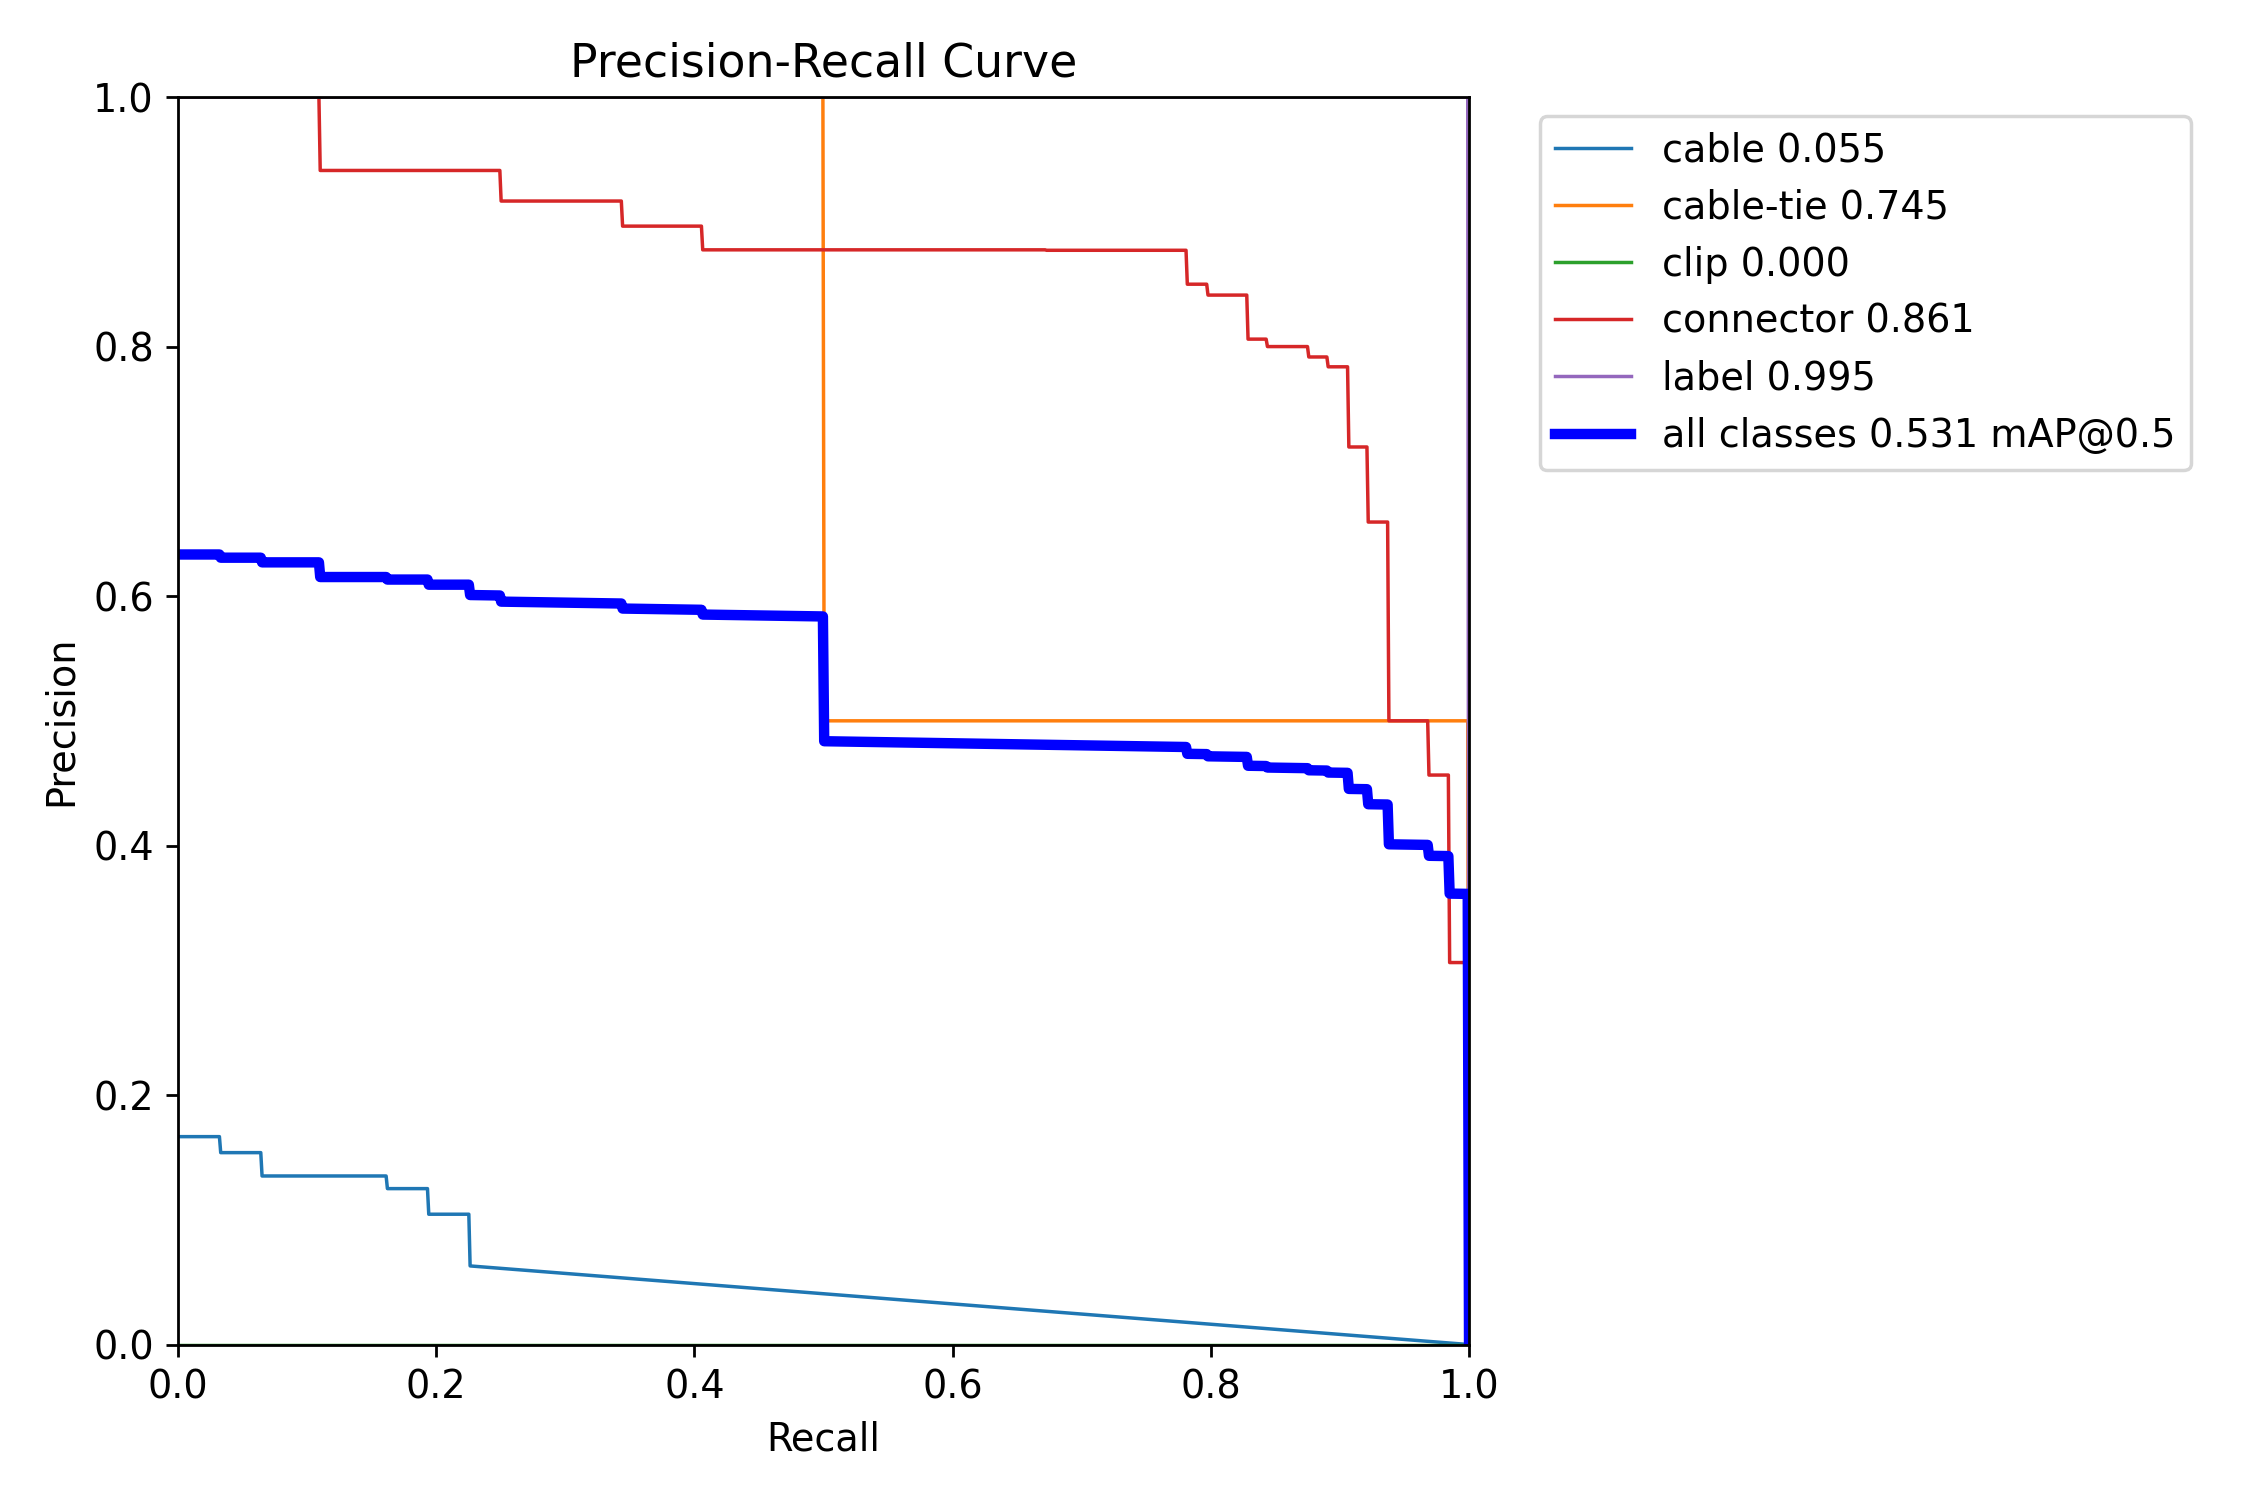 Precision-Recall Curve
1.0
0.8
0.6
0.4
0.2
0.0
Precision
0.0 0.2 0.4 0.6 0.8 1.0
Recall
cable 0.055
cable-tie 0.745
clip 0.000
connector 0.861
label 0.995
all classes 0.531 mAP@0.5